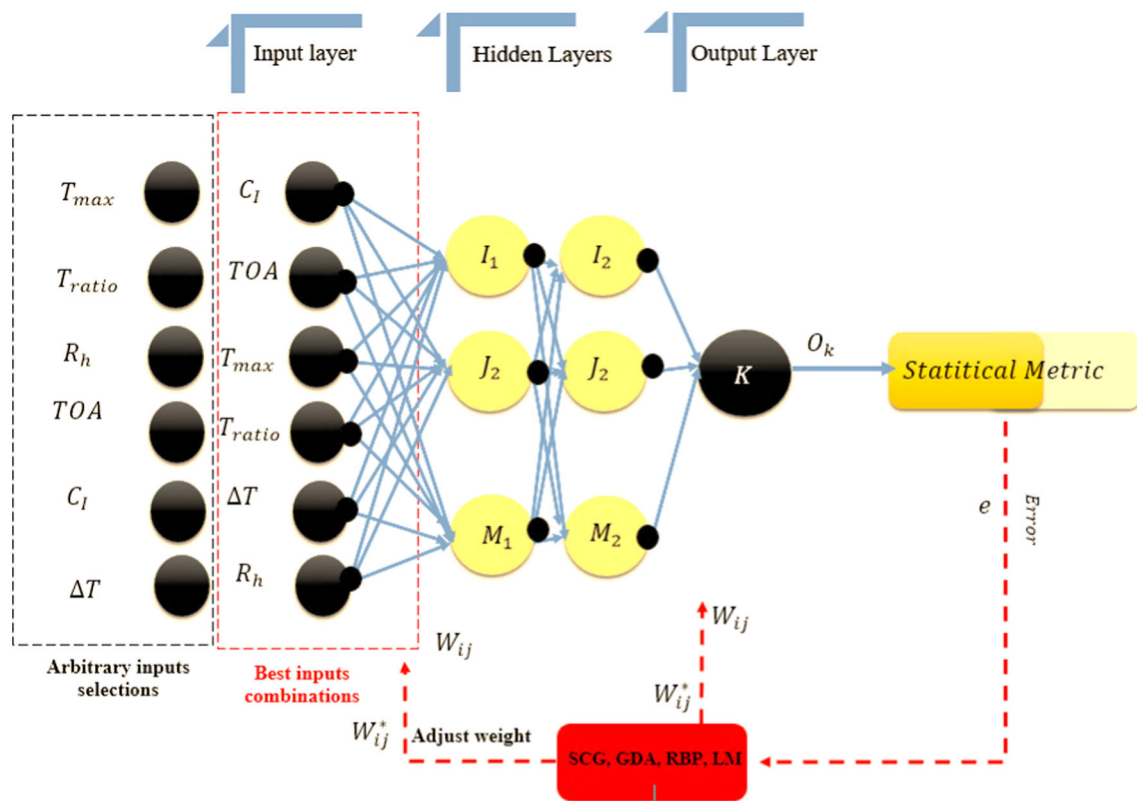 Input layer
Hidden Layers
Output Layer
T_max
T_ratio
R_h
TOA
C_I
ΔT
Arbitrary inputs
selections
C_I
TOA
T_max
T_ratio
ΔT
R_h
Best inputs
combinations
I_1
J_2
M_1
I_2
J_2
M_2
K
O_k
Statitical Metric
e
Error
W_ij
W_ij
W*_ij
W*_ij
Adjust weight
SCG, GDA, RBP, LM